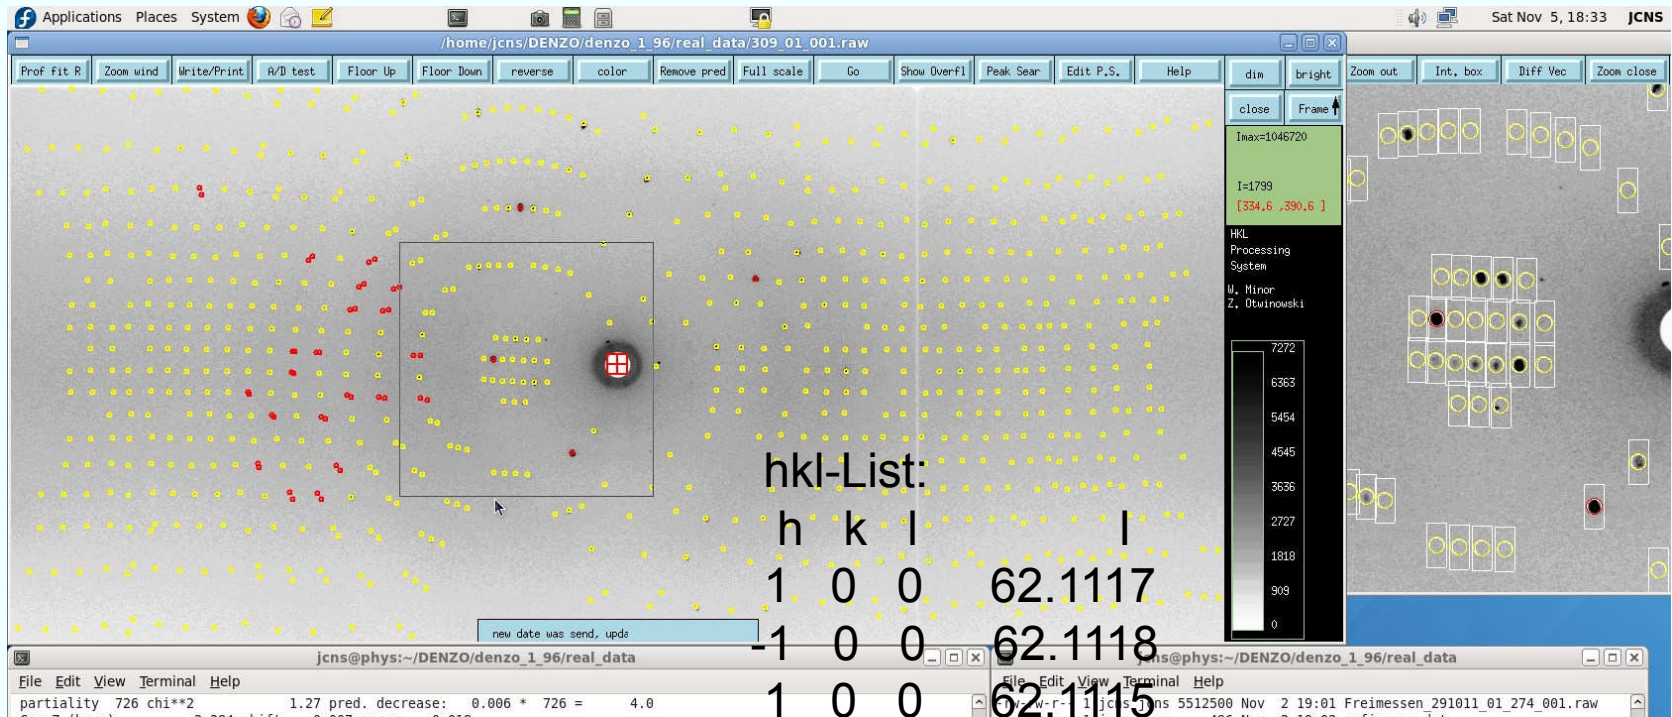 Applications Places System Sat Nov 5, 18:33 JCNS
/home/jcns/DENZO/denzo_1_96/real_data/309_01_001.raw
Prof fit R Zoom wind Write/Print A/D test Floor Up Floor Down reverse color Remove pred Full scale Go Show Overfl Peak Sear Edit P.S. Help dim bright Zoom out Int. box Diff Vec Zoom close
close Frame
Imax=1046720
I=1799
[334.6 ,390.6 ]
HKL
Processing
System
W. Minor
Z. Otwinowski
7272
6363
5454
4545
3636
2727
1818
909
0
hkl-List:
h k l I
1 0 0 62.1117
-1 0 0 62.1118
1 0 0 62.1115
new date was send, upda
jcns@phys:~/DENZO/denzo_1_96/real_data
File Edit View Terminal Help
partiality 726 chi**2 1.27 pred. decrease: 0.006 * 726 = 4.0
jcns@phys:~/DENZO/denzo_1_96/real_data
File Edit View Terminal Help
jcns 5512500 Nov 2 19:01 Freimessen_291011_01_274_001.raw